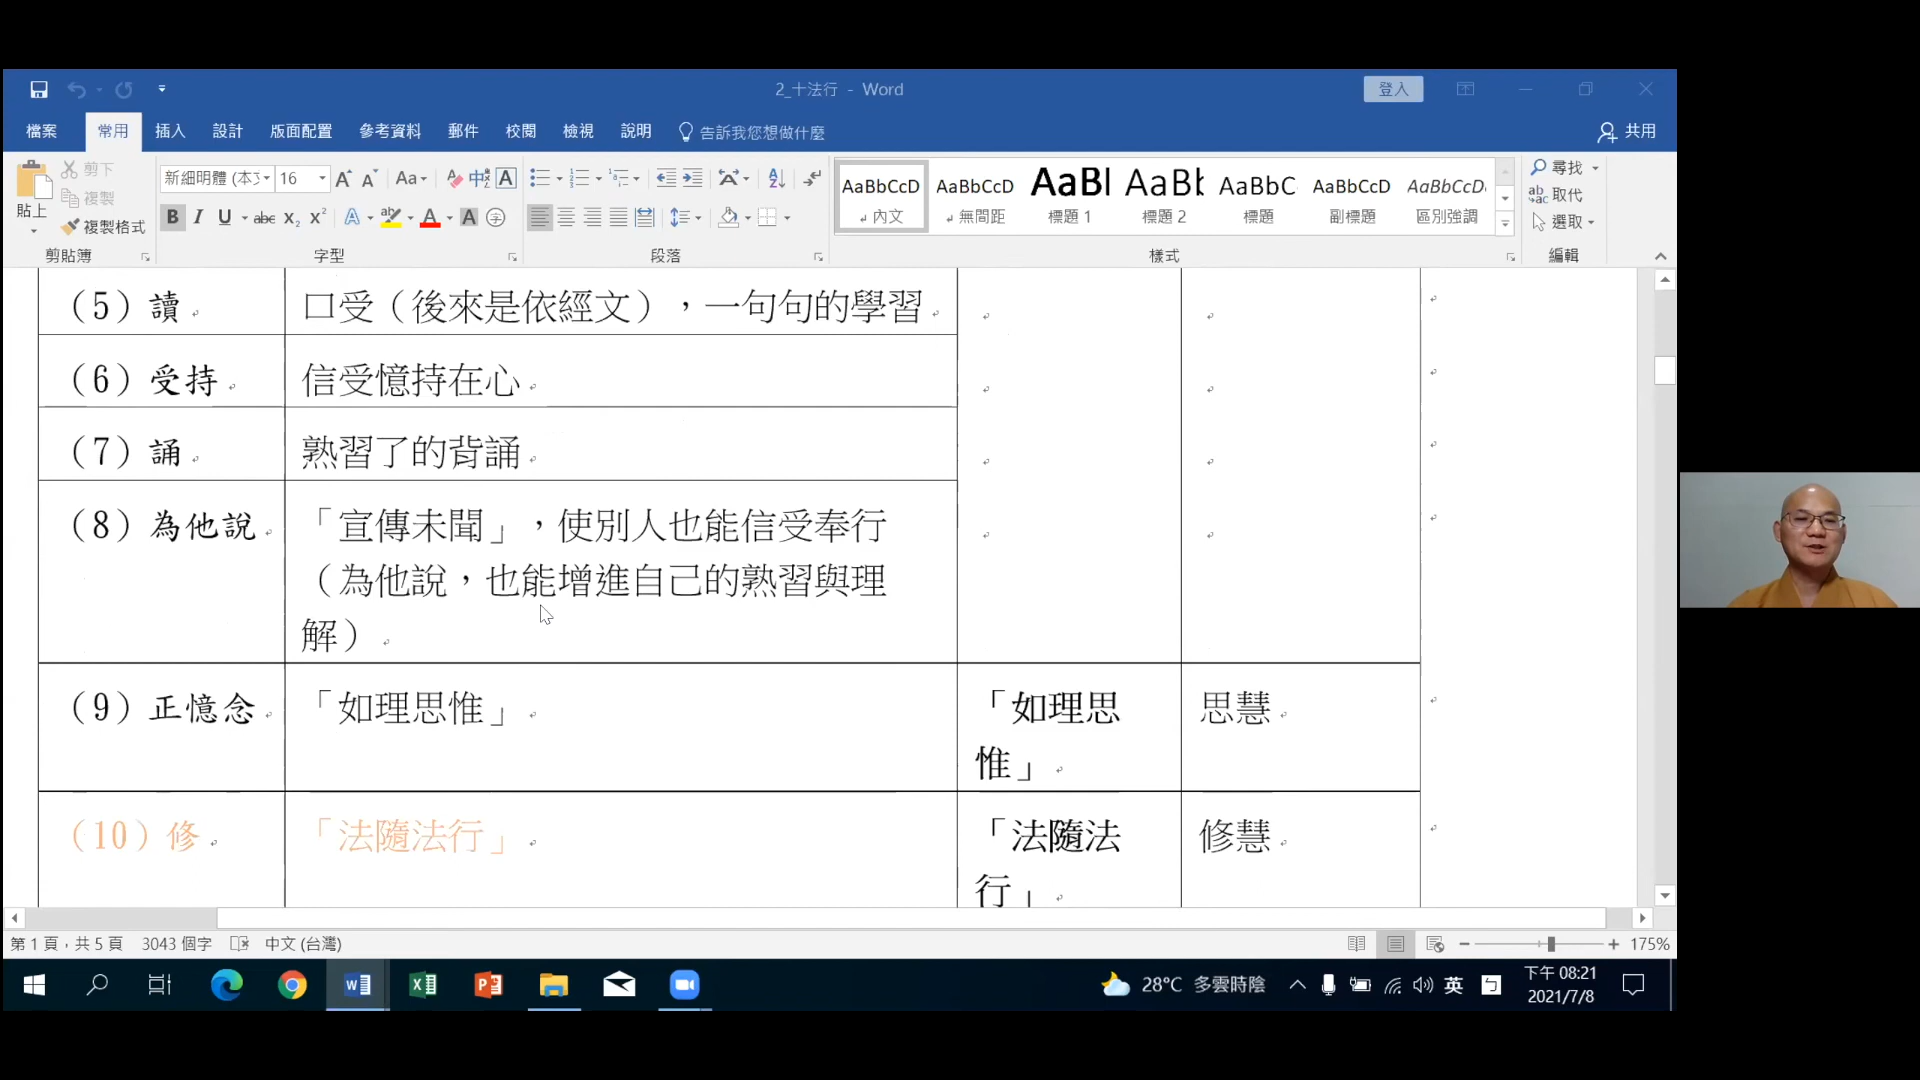 2_十法行 - Word
登入
檔案 常用 插入 設計 版面配置 參考資料 郵件 校閱 檢視 說明 告訴我您想做什麼 共用
貼上
剪下
複製
複製格式
剪貼簿
新細明體 (本文 16
字型
段落
AaBbCcD AaBbCcD AaBl AaBb AaBbC AaBbCcD AaBbCcD
內文 無間距 標題 1 標題 2 標題 副標題 區別強調
樣式
尋找
取代
選取
編輯
（5）讀 口受（後來是依經文），一句句的學習
（6）受持 信受憶持在心
（7）誦 熟習了的背誦
（8）為他說 「宣傳未聞」，使別人也能信受奉行
（為他說，也能增進自己的熟習與理
解）
（9）正憶念 「如理思惟」 「如理思 思慧
惟」
（10）修 「法隨法行」 「法隨法 修慧
行」
第 1 頁，共 5 頁 3043 個字 中文 (台灣) 175%
28°C 多雲時陰 英 ㄅ 下午 08:21
2021/7/8